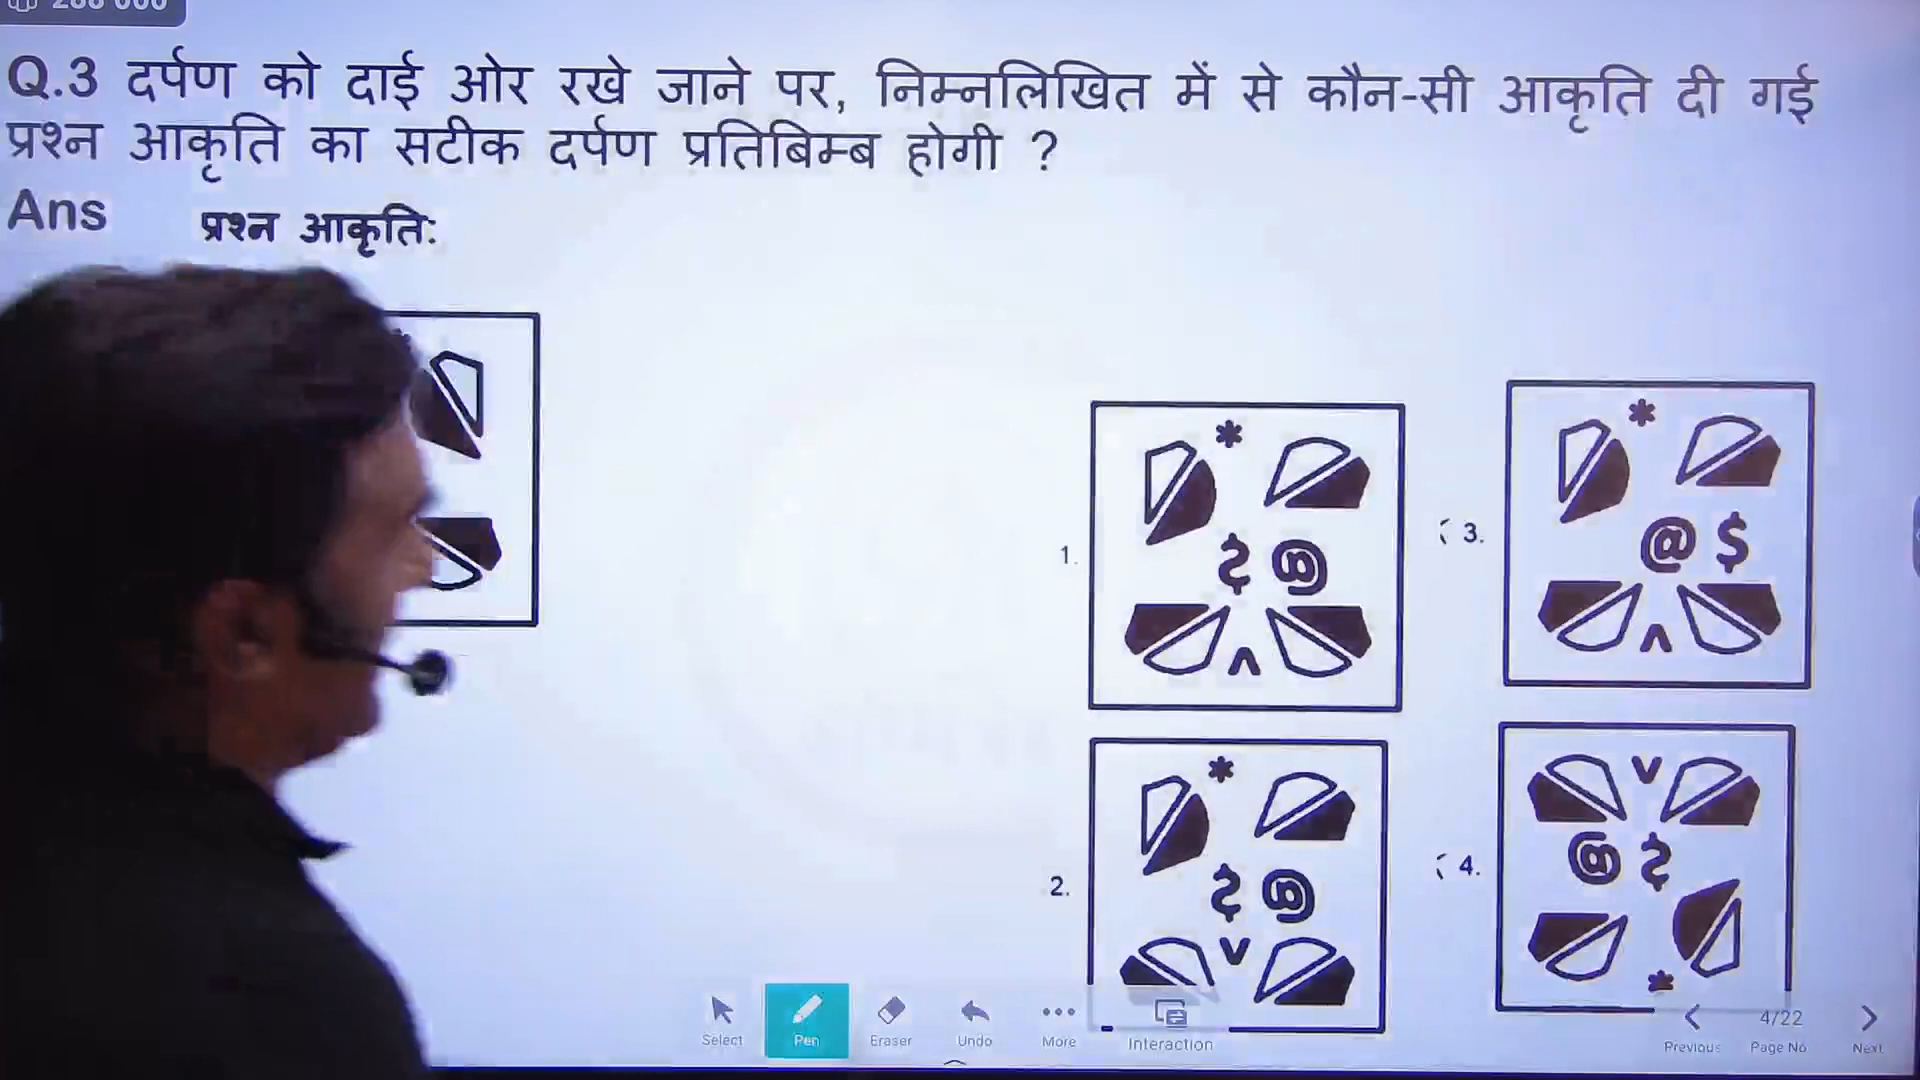 Q.3 दर्पण को दाई ओर रखे जाने पर, निम्नलिखित में से कौन-सी आकृति दी गई
प्रश्न आकृति का सटीक दर्पण प्रतिबिम्ब होगी ?
Ans
प्रश्न आकृति:
1.
*
@
^
3.
*
@ $
^
2.
*
@
v
4.
v
@
*
Select
Pen
Eraser
Undo
More
Interaction
Previous
4/22
Page No
Next